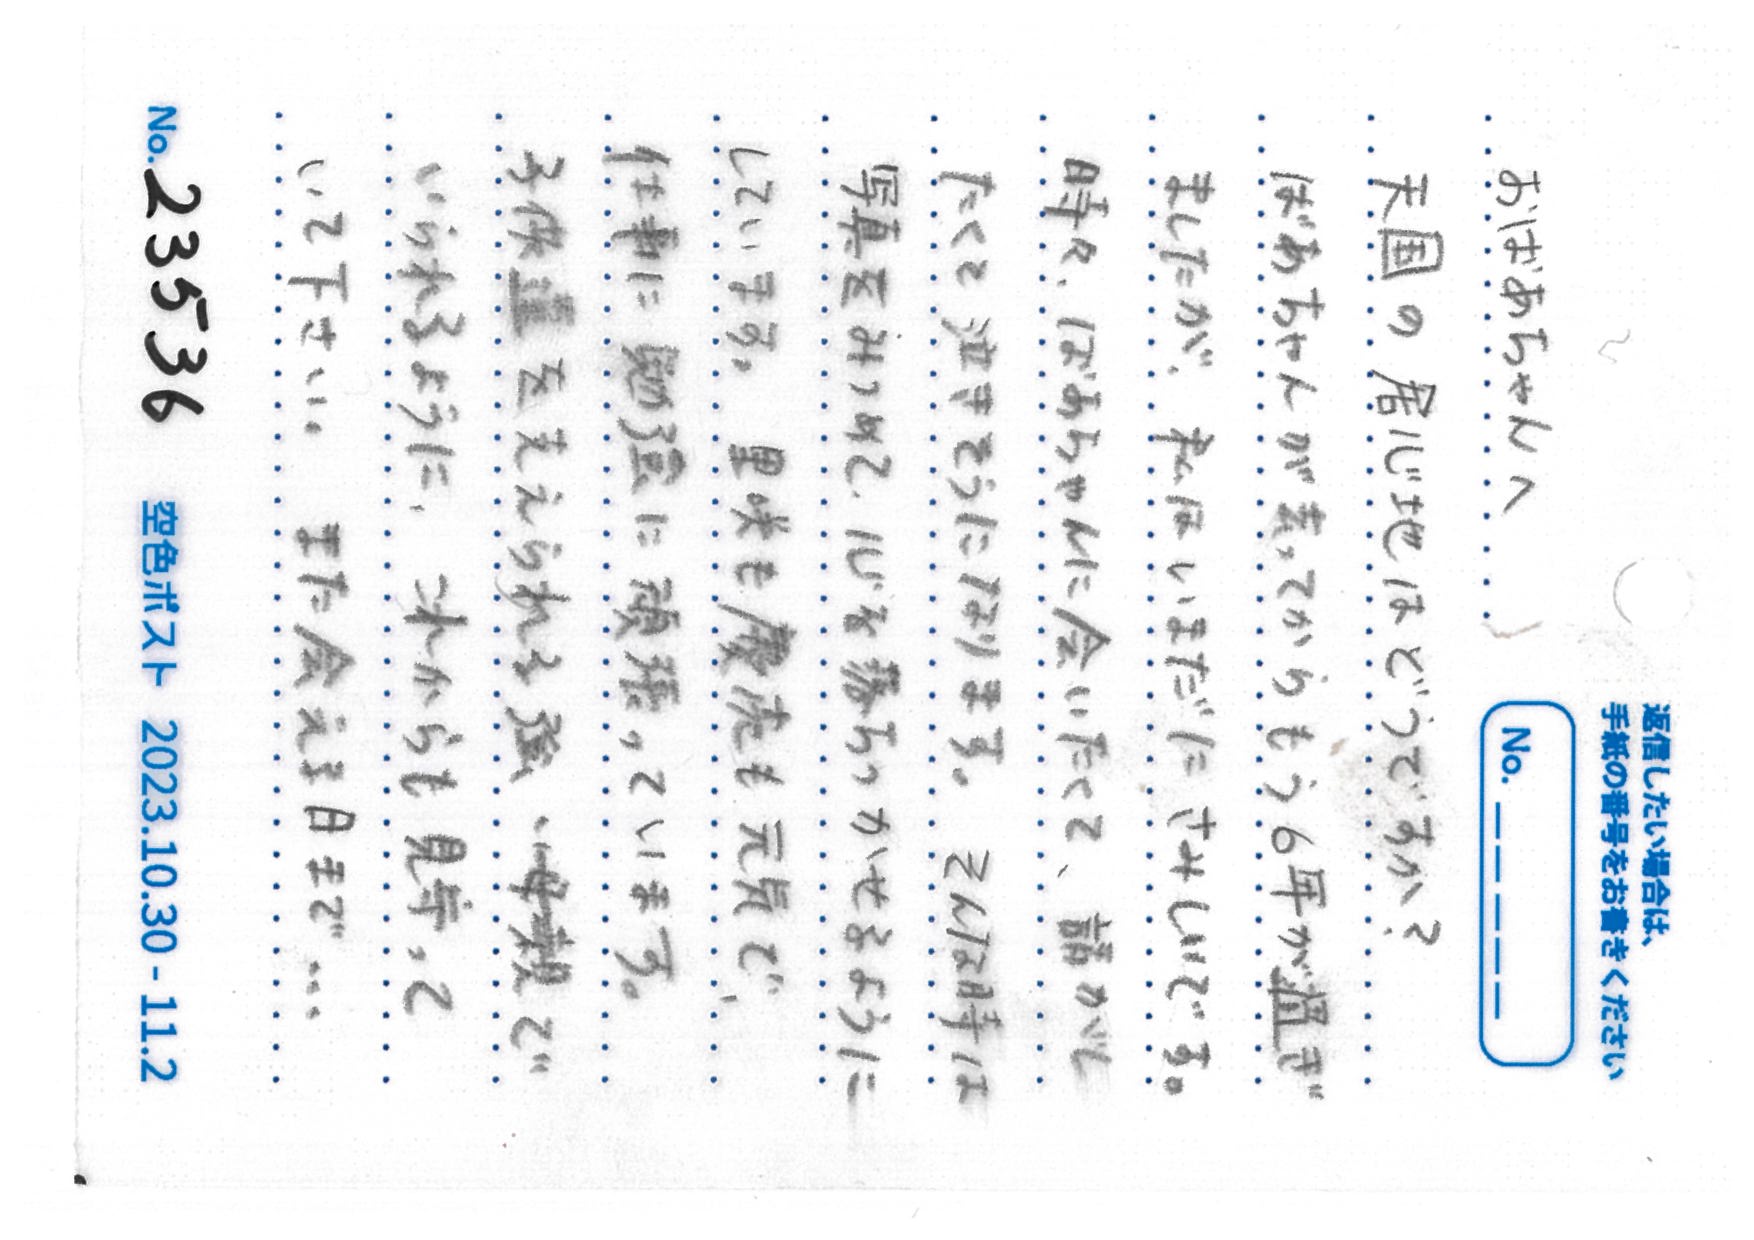 返信したい場合は、
手紙の番号をお書きください
No. _ _ _ _ _
おばあちゃんへ
天国の居心地はどうですか?
ばあちゃんが去ってからもう6年が過ぎ
ましたが、私はいまだにさみしいです。
時々、ばあちゃんに会いたくて、話がし
たくて泣きそうになります。そんな時は
写真をみつめて、心を落ちつかせるように
しています。里咲も慶虎も元気で、
仕事に勉強に頑張っています。
子供達を支えられる強い母親で
いられるように、これからも見守って
いて下さい。また会える日まで...
No.23536 空色ポスト 2023.10.30 - 11.2